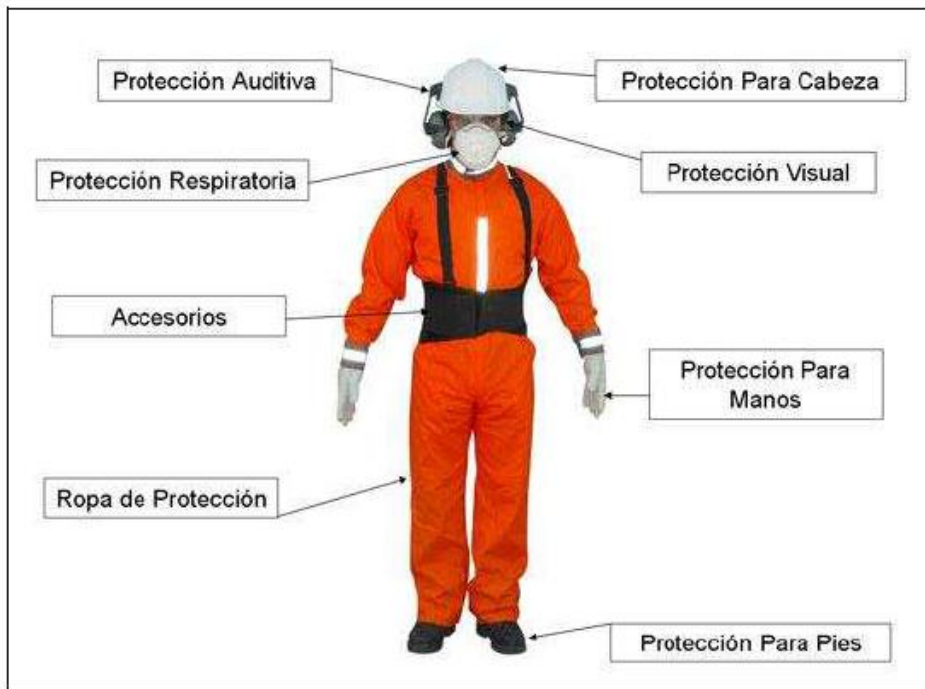 Protección Auditiva
Protección Para Cabeza
Protección Respiratoria
Protección Visual
Accesorios
Protección Para
Manos
Ropa de Protección
Protección Para Pies